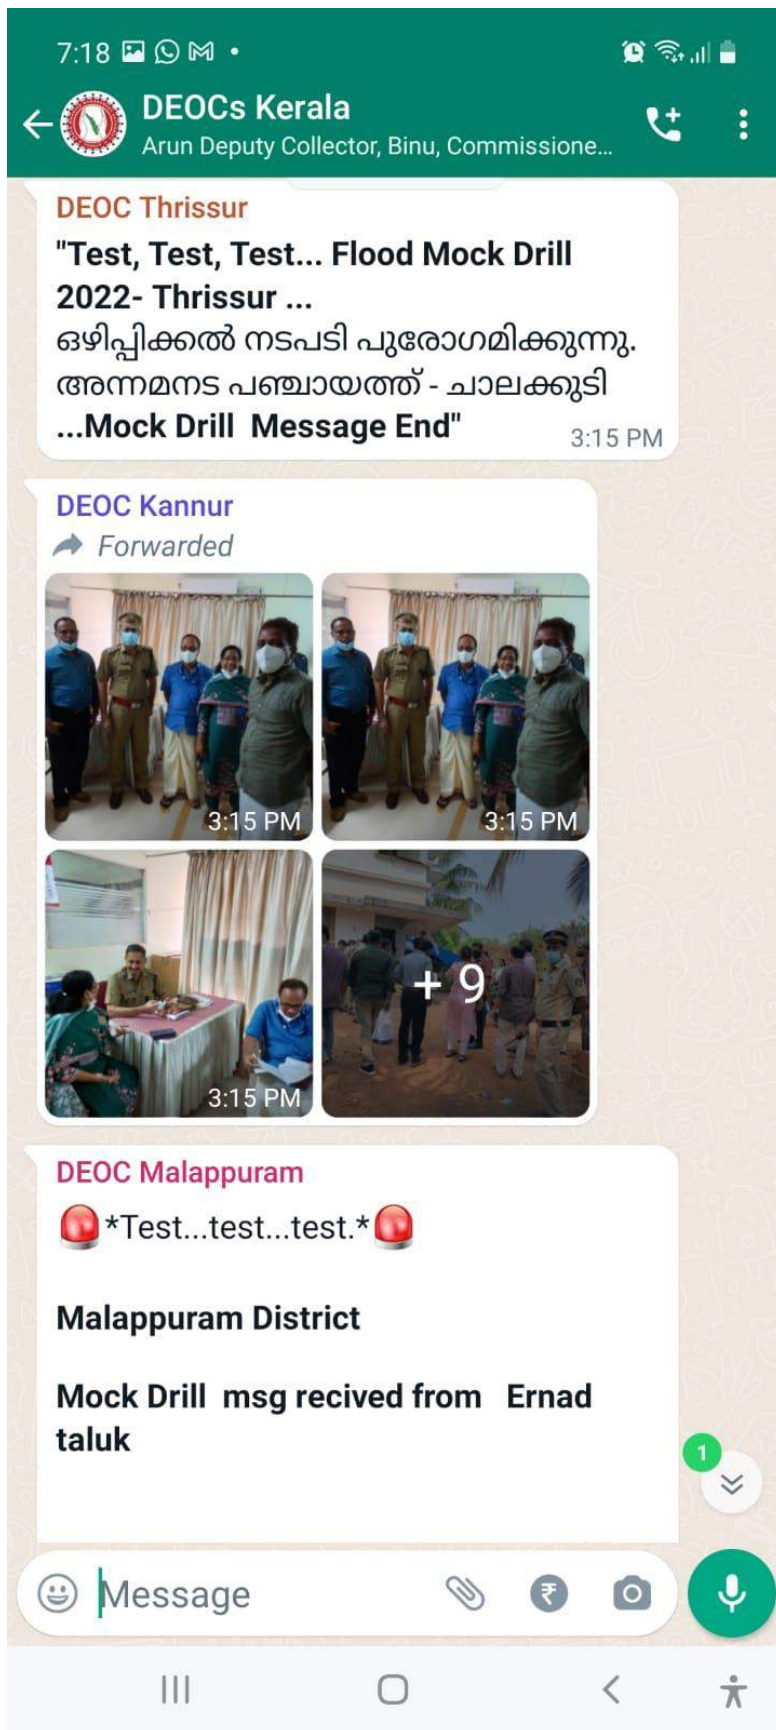 7:18
DEOCs Kerala
Arun Deputy Collector, Binu, Commissione...
DEOC Thrissur
"Test, Test, Test... Flood Mock Drill
2022- Thrissur ...
ഒഴിപ്പിക്കൽ നടപടി പുരോഗമിക്കുന്നു.
അന്നമനട പഞ്ചായത്ത് - ചാലക്കുടി
...Mock Drill  Message End"
3:15 PM
DEOC Kannur
Forwarded
3:15 PM
3:15 PM
3:15 PM
+ 9
DEOC Malappuram
🚨*Test...test...test.*🚨
Malappuram District
Mock Drill  msg recived from   Ernad
taluk
1
Message
₹